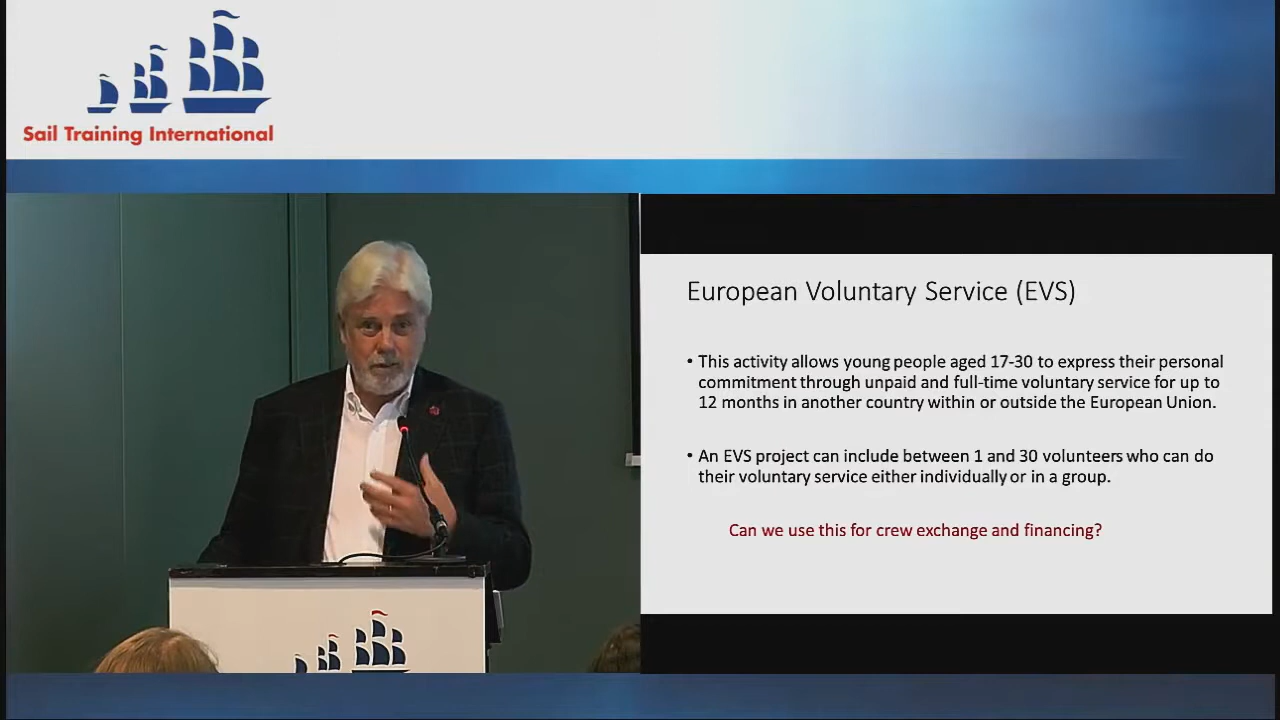 Sail Training International
European Voluntary Service (EVS)
• This activity allows young people aged 17-30 to express their personal
commitment through unpaid and full-time voluntary service for up to
12 months in another country within or outside the European Union.
• An EVS project can include between 1 and 30 volunteers who can do
their voluntary service either individually or in a group.
Can we use this for crew exchange and financing?